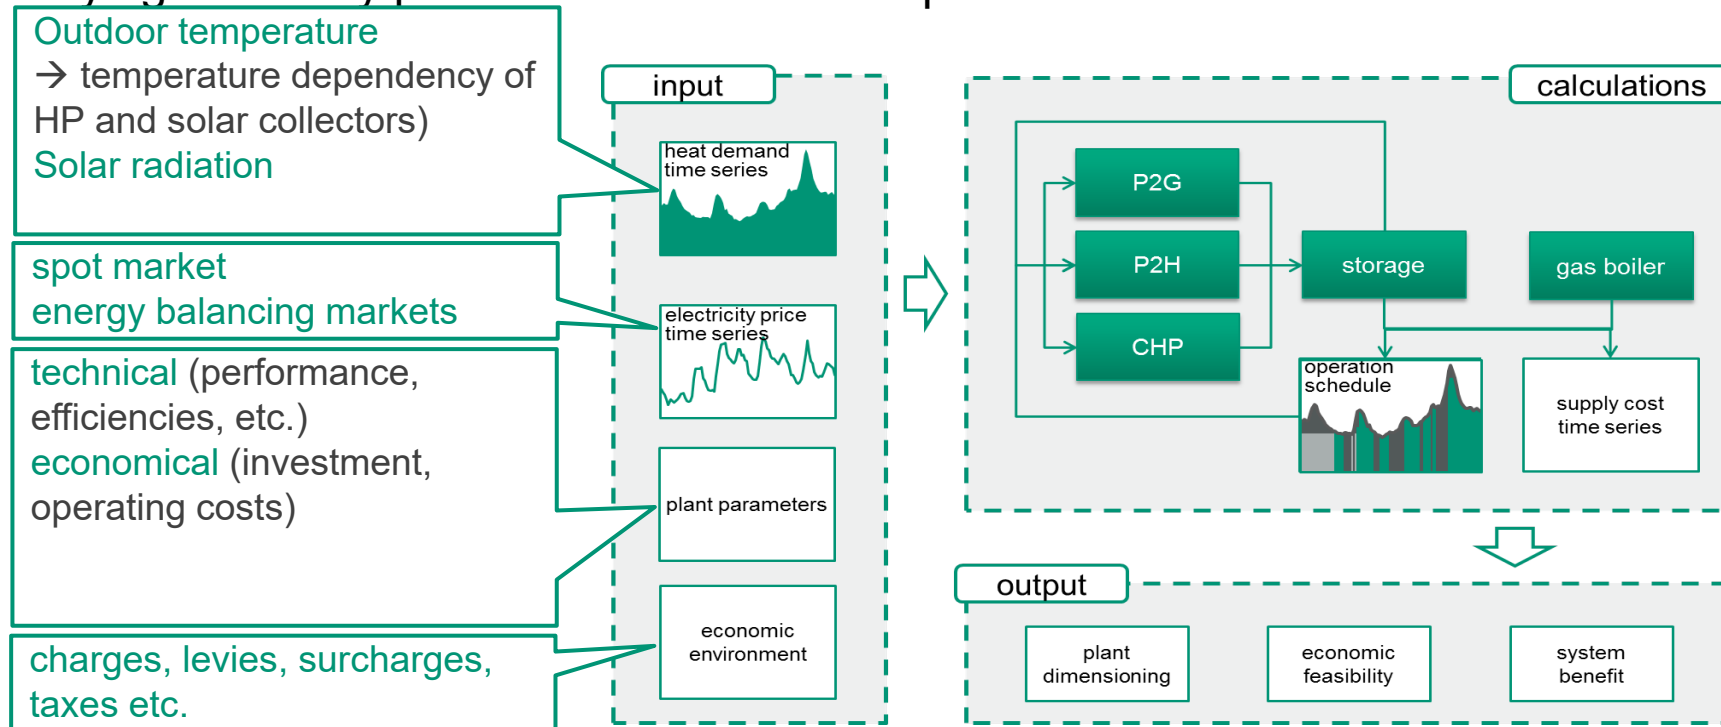 Outdoor temperature
→ temperature dependency of
HP and solar collectors)
Solar radiation
spot market
energy balancing markets
technical (performance,
efficiencies, etc.)
economical (investment,
operating costs)
charges, levies, surcharges,
taxes etc.
input
heat demand
time series
electricity price
time series
plant parameters
economic
environment
calculations
P2G
P2H
CHP
storage
gas boiler
operation
schedule
supply cost
time series
output
plant
dimensioning
economic
feasibility
system
benefit